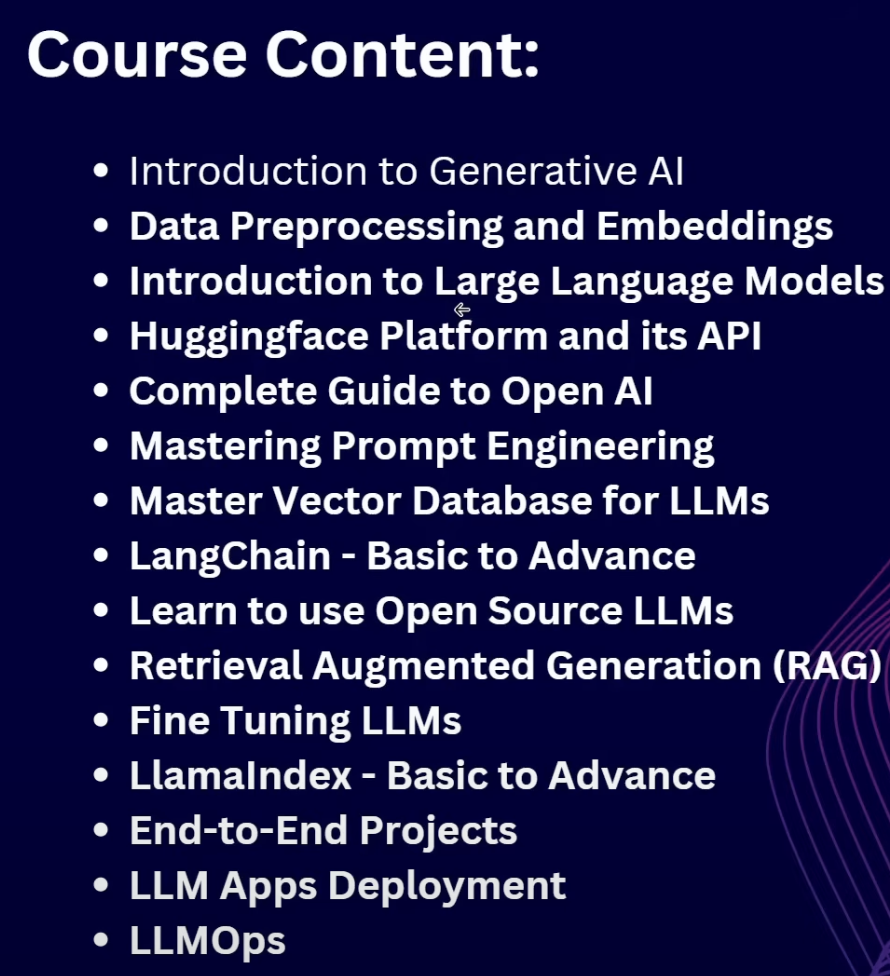 Course Content:
• Introduction to Generative AI
• Data Preprocessing and Embeddings
• Introduction to Large Language Models
• Huggingface Platform and its API
• Complete Guide to Open AI
• Mastering Prompt Engineering
• Master Vector Database for LLMs
• LangChain - Basic to Advance
• Learn to use Open Source LLMs
• Retrieval Augmented Generation (RAG)
• Fine Tuning LLMs
• LlamaIndex - Basic to Advance
• End-to-End Projects
• LLM Apps Deployment
• LLMOps